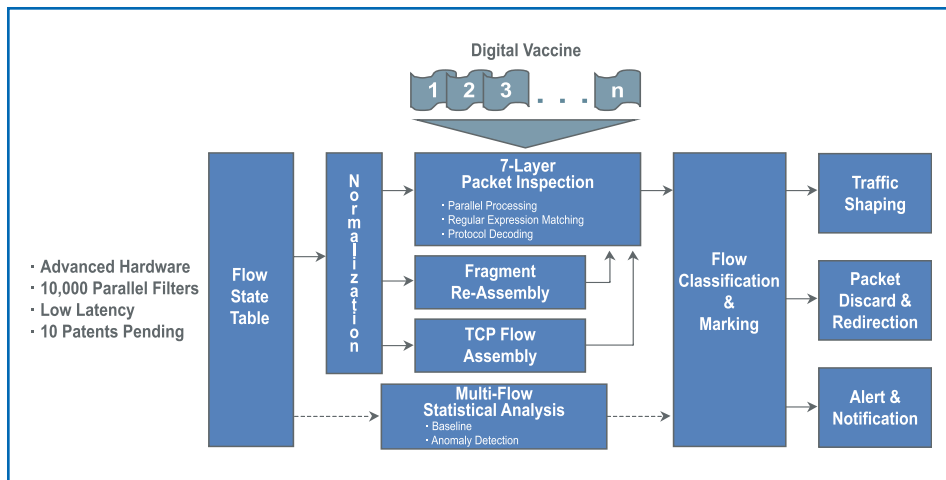 Digital Vaccine
1 2 3 . . . n
· Advanced Hardware
· 10,000 Parallel Filters
· Low Latency
· 10 Patents Pending
Flow
State
Table
Normalization
7-Layer
Packet Inspection
· Parallel Processing
· Regular Expression Matching
· Protocol Decoding
Fragment
Re-Assembly
TCP Flow
Assembly
Multi-Flow
Statistical Analysis
· Baseline
· Anomaly Detection
Flow
Classification
&
Marking
Traffic
Shaping
Packet
Discard &
Redirection
Alert &
Notification